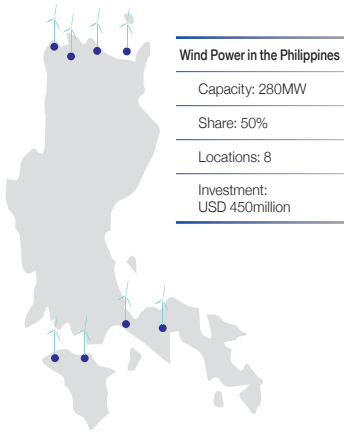 Wind Power in the Philippines
Capacity: 280MW
Share: 50%
Locations: 8
Investment:
USD 450million